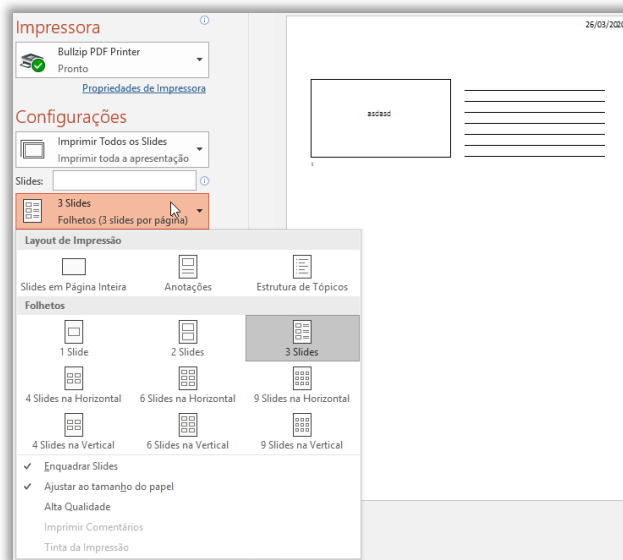 Impressora
Bullzip PDF Printer
Pronto
Propriedades de Impressora
Configurações
Imprimir Todos os Slides
Imprimir toda a apresentação
Slides:
3 Slides
Folhetos (3 slides por página)
Layout de Impressão
Slides em Página Inteira Anotações Estrutura de Tópicos
Folhetos
1 Slide 2 Slides 3 Slides
4 Slides na Horizontal 6 Slides na Horizontal 9 Slides na Horizontal
4 Slides na Vertical 6 Slides na Vertical 9 Slides na Vertical
Enquadrar Slides
Ajustar ao tamanho do papel
Alta Qualidade
Imprimir Comentários
Tinta da Impressão
26/03/2020
asdasd